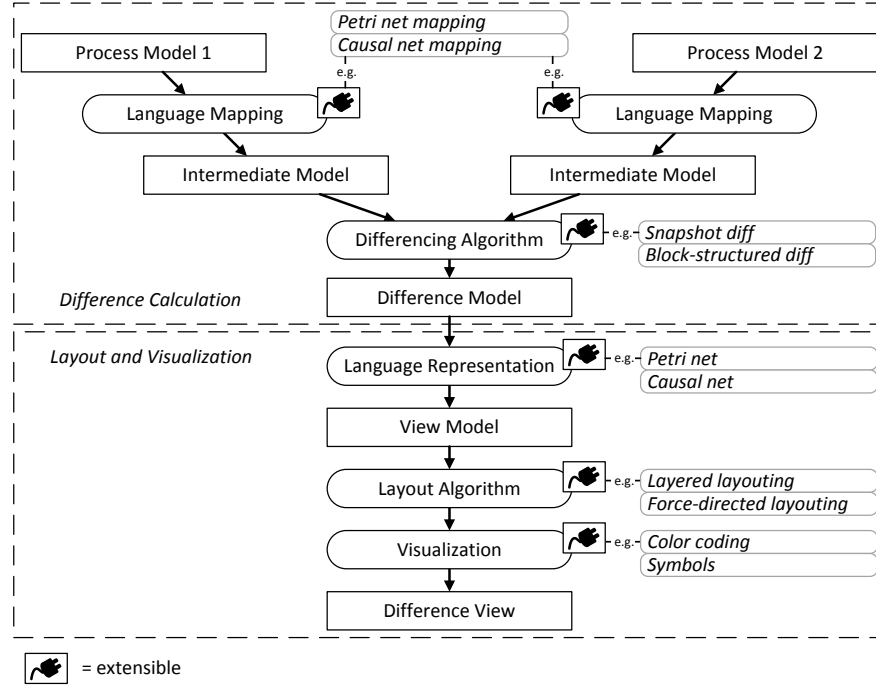 Petri net mapping
Process Model 1
Causal net mapping
Process Model 2
e.g.
e.g.
Language Mapping
Language Mapping
Intermediate Model
Intermediate Model
Differencing Algorithm
e.g.
Snapshot diff
Block-structured diff
Difference Calculation
Difference Model
Layout and Visualization
Language Representation
e.g.
Petri net
Causal net
View Model
Layout Algorithm
e.g.
Layered layouting
Force-directed layouting
Visualization
e.g.
Color coding
Symbols
Difference View
= extensible